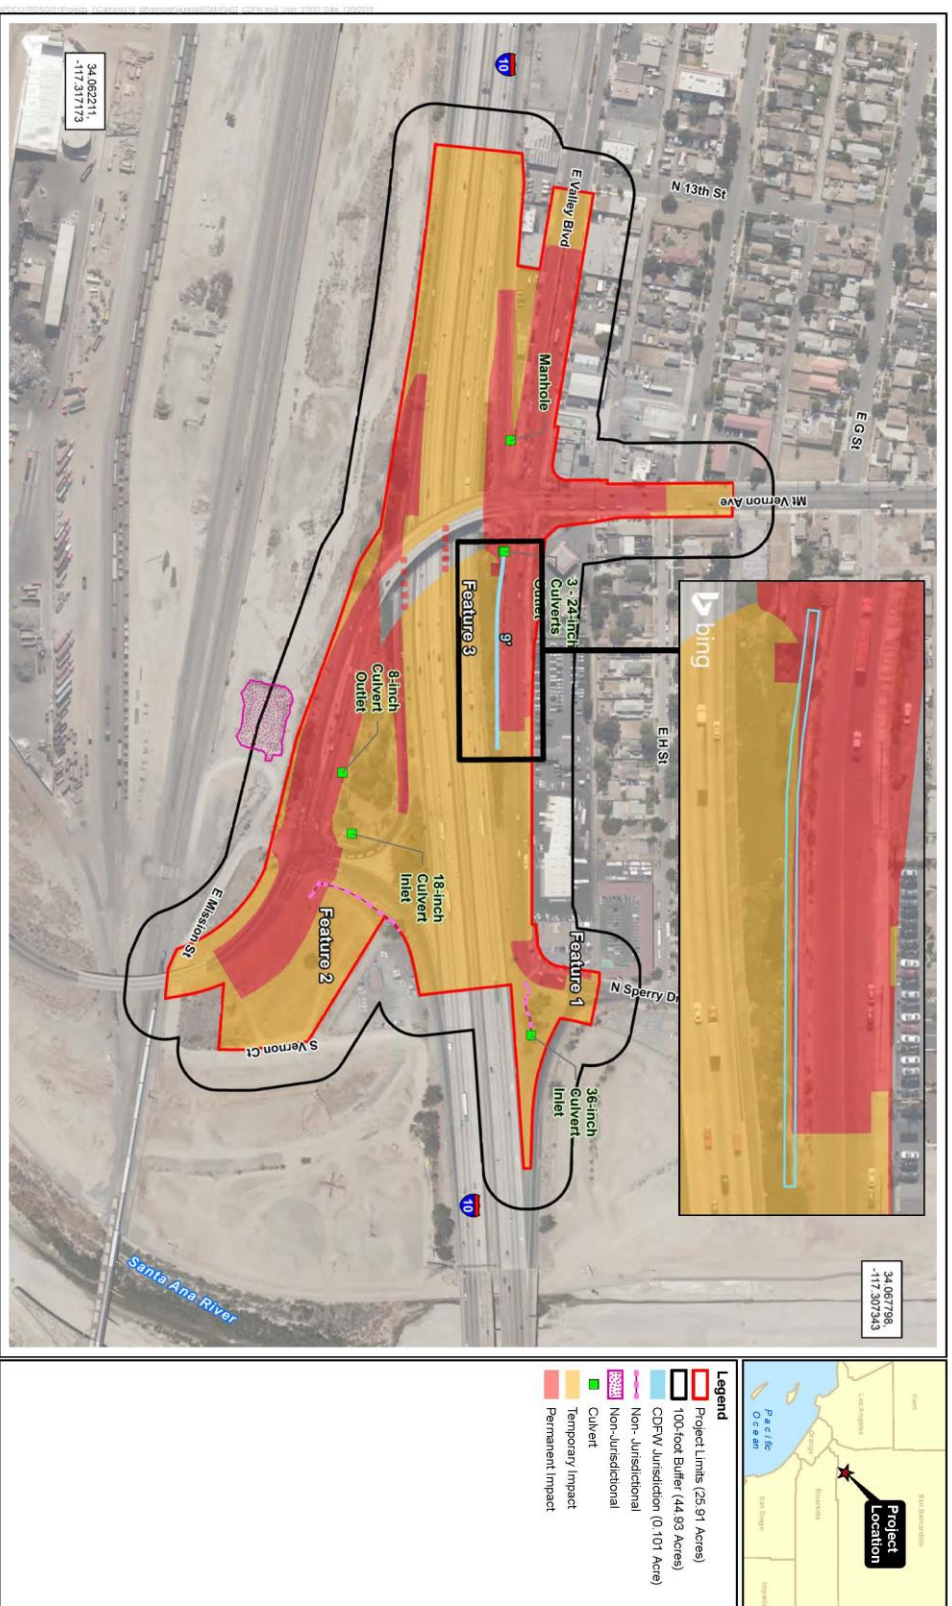 34.062211,
-117.317173
10
E Valley Blvd
N 13th St
E G St
Manhole
Mt Vernon Ave
3 - 24-inch
Culverts
Outlet
9'
Feature 3
bing
E H St
8-inch
Culvert
Outlet
18-inch
Culvert
Inlet
Feature 2
Feature 1
N Sperry Dr
36-inch
Culvert
Inlet
E Mission St
S Vernon Ct
10
Santa Ana River
34.067798,
-117.307343
Kern
Los Angeles
San Bernardino
Orange
Riverside
San Diego
Imperial
Pacific
Ocean
Project
Location
Legend
Project Limits (25.91 Acres)
100-foot Buffer (44.93 Acres)
CDFW Jurisdiction (0.101 Acre)
Non- Jurisdictional
Non-Jurisdictional
Culvert
Temporary Impact
Permanent Impact